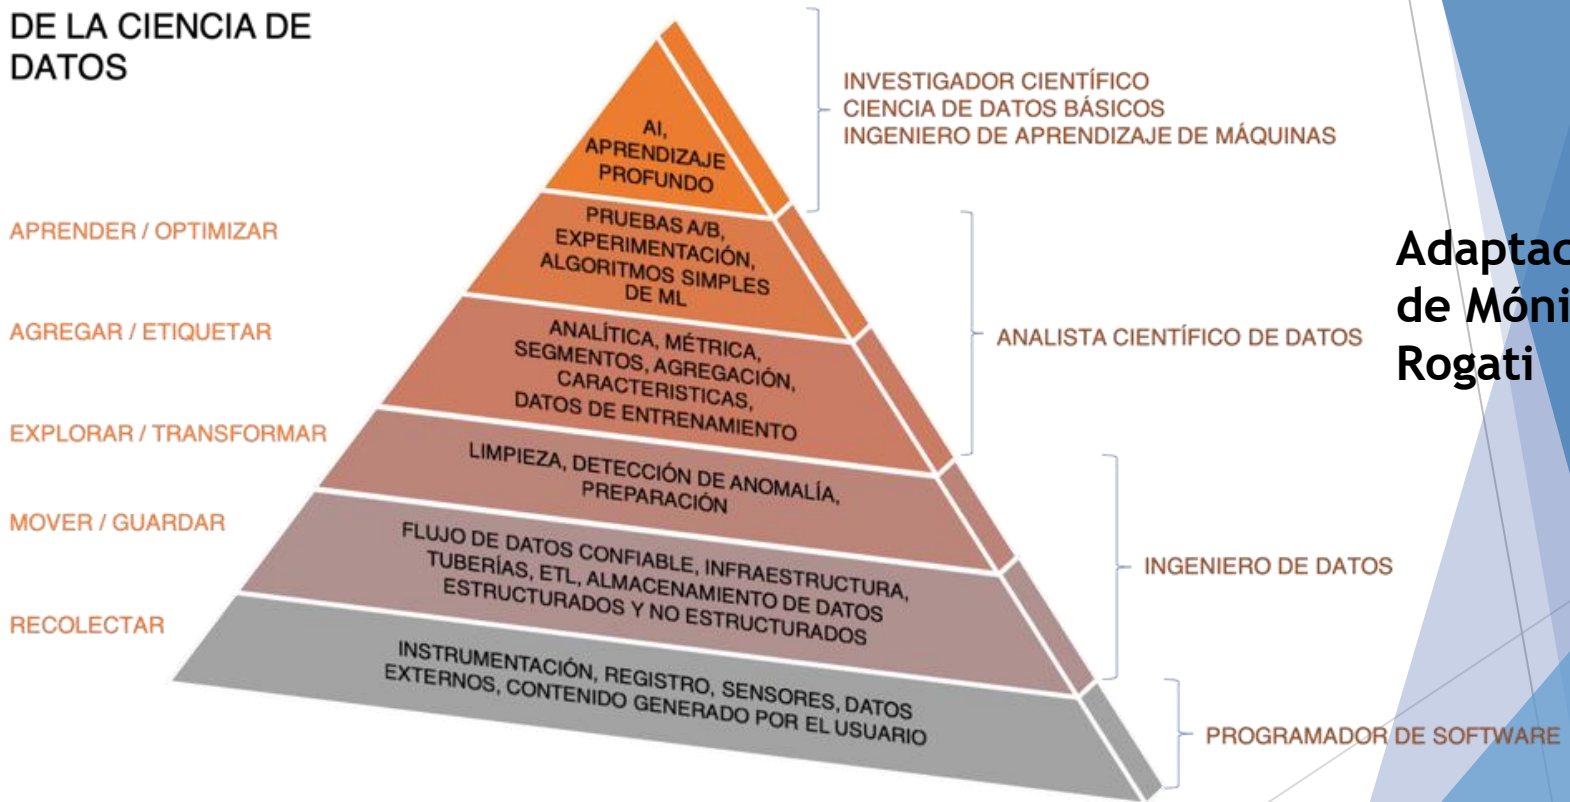 DE LA CIENCIA DE
DATOS
INVESTIGADOR CIENTÍFICO
CIENCIA DE DATOS BÁSICOS
INGENIERO DE APRENDIZAJE DE MÁQUINAS
AI,
APRENDIZAJE
PROFUNDO
APRENDER / OPTIMIZAR
PRUEBAS A/B,
EXPERIMENTACIÓN,
ALGORITMOS SIMPLES
DE ML
de
Rogati
AGREGAR / ETIQUETAR
ANALÍTICA, MÉTRICA,
SEGMENTOS, AGREGACIÓN,
CARACTERISTICAS,
DATOS DE ENTRENAMIENTO
ANALISTA CIENTÍFICO DE DATOS
EXPLORAR / TRANSFORMAR
LIMPIEZA, DETECCIÓN DE ANOMALÍA,
PREPARACIÓN
MOVER / GUARDAR
FLUJO DE DATOS CONFIABLE, INFRAESTRUCTURA,
TUBERÍAS, ETL, ALMACENAMIENTO DE DATOS
ESTRUCTURADOS Y NO ESTRUCTURADOS
INGENIERO DE DATOS
RECOLECTAR
INSTRUMENTACIÓN, REGISTRO, SENSORES, DATOS
EXTERNOS, CONTENIDO GENERADO POR EL USUARIO
PROGRAMADOR DE SOFTWARE